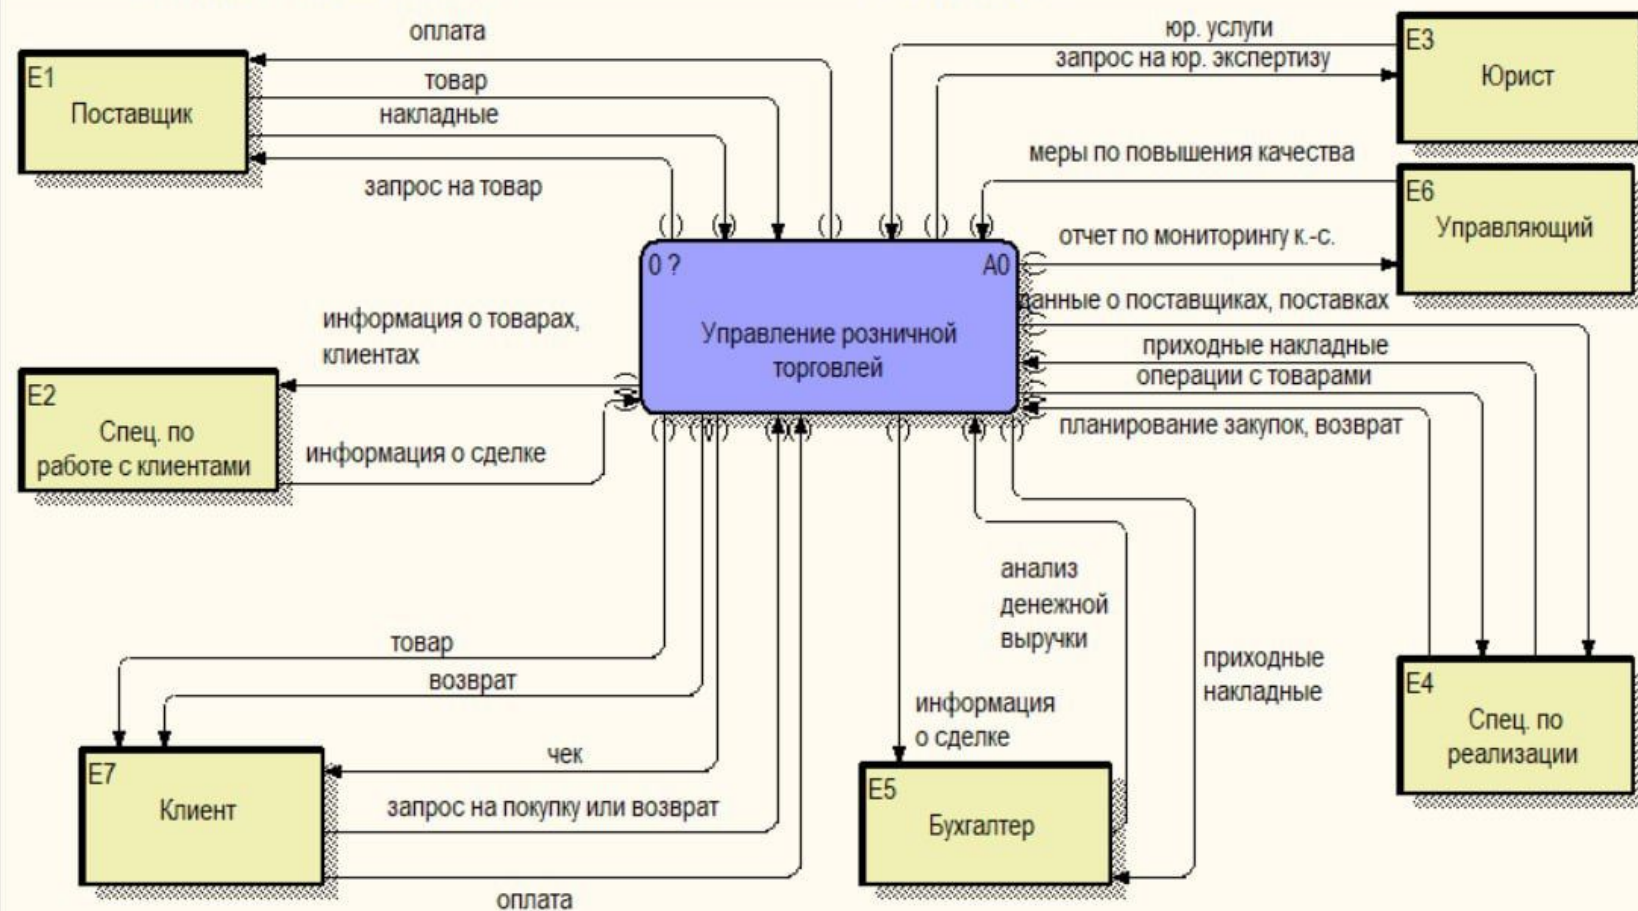 оплата
E1
Поставщик
товар
накладные
запрос на товар
юр. услуги
запрос на юр. экспертизу
E3
Юрист
меры по повышения качества
E6
Управляющий
отчет по мониторингу к.-с.
0 ?
A0
Управление розничной
торговлей
данные о поставщиках, поставках
приходные накладные
операции с товарами
планирование закупок, возврат
информация о товарах,
клиентах
E2
Спец. по
работе с клиентами
информация о сделке
анализ
денежной
выручки
приходные
накладные
информация
о сделке
E4
Спец. по
реализации
товар
возврат
чек
E7
Клиент
запрос на покупку или возврат
оплата
E5
Бухгалтер